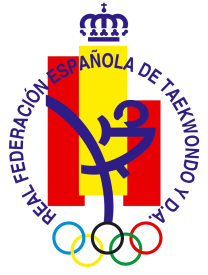 REAL FEDERACIÓN ESPAÑOLA DE TAEKWONDO Y D.A.